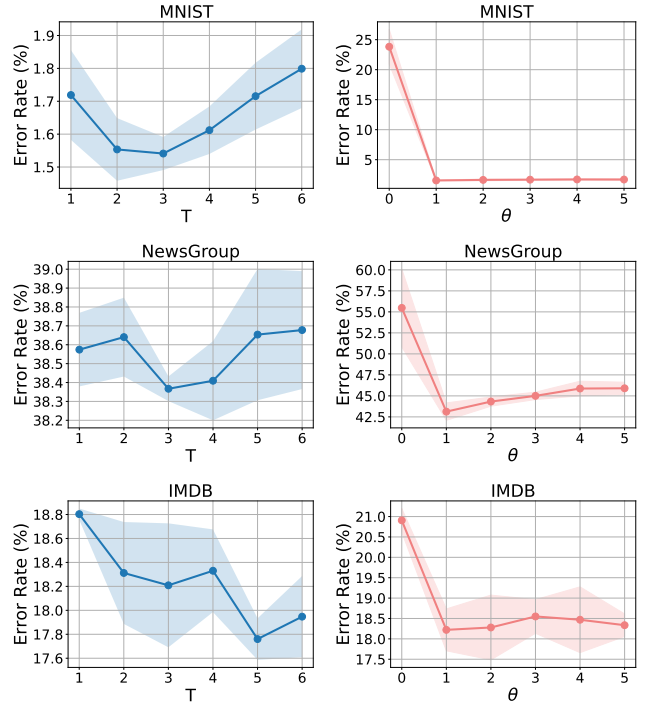 MNIST
Error Rate (%)
1.9
1.8
1.7
1.6
1.5
1 2 3 4 5 6
T
MNIST
Error Rate (%)
25
20
15
10
5
0 1 2 3 4 5
θ
NewsGroup
Error Rate (%)
39.0
38.9
38.8
38.7
38.6
38.5
38.4
38.3
38.2
1 2 3 4 5 6
T
NewsGroup
Error Rate (%)
60.0
57.5
55.0
52.5
50.0
47.5
45.0
42.5
0 1 2 3 4 5
θ
IMDB
Error Rate (%)
18.8
18.6
18.4
18.2
18.0
17.8
17.6
1 2 3 4 5 6
T
IMDB
Error Rate (%)
21.0
20.5
20.0
19.5
19.0
18.5
18.0
17.5
0 1 2 3 4 5
θ